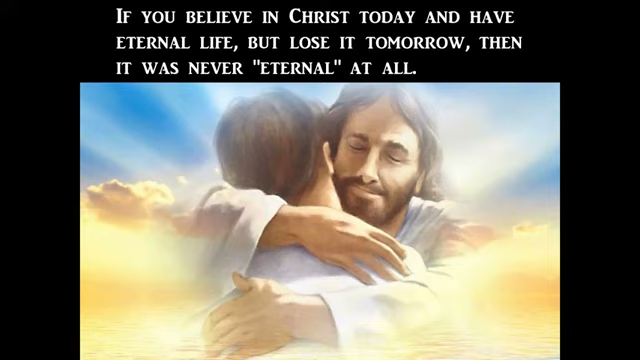 If you believe in Christ today and have
eternal life, but lose it tomorrow, then
it was never "eternal" at all.